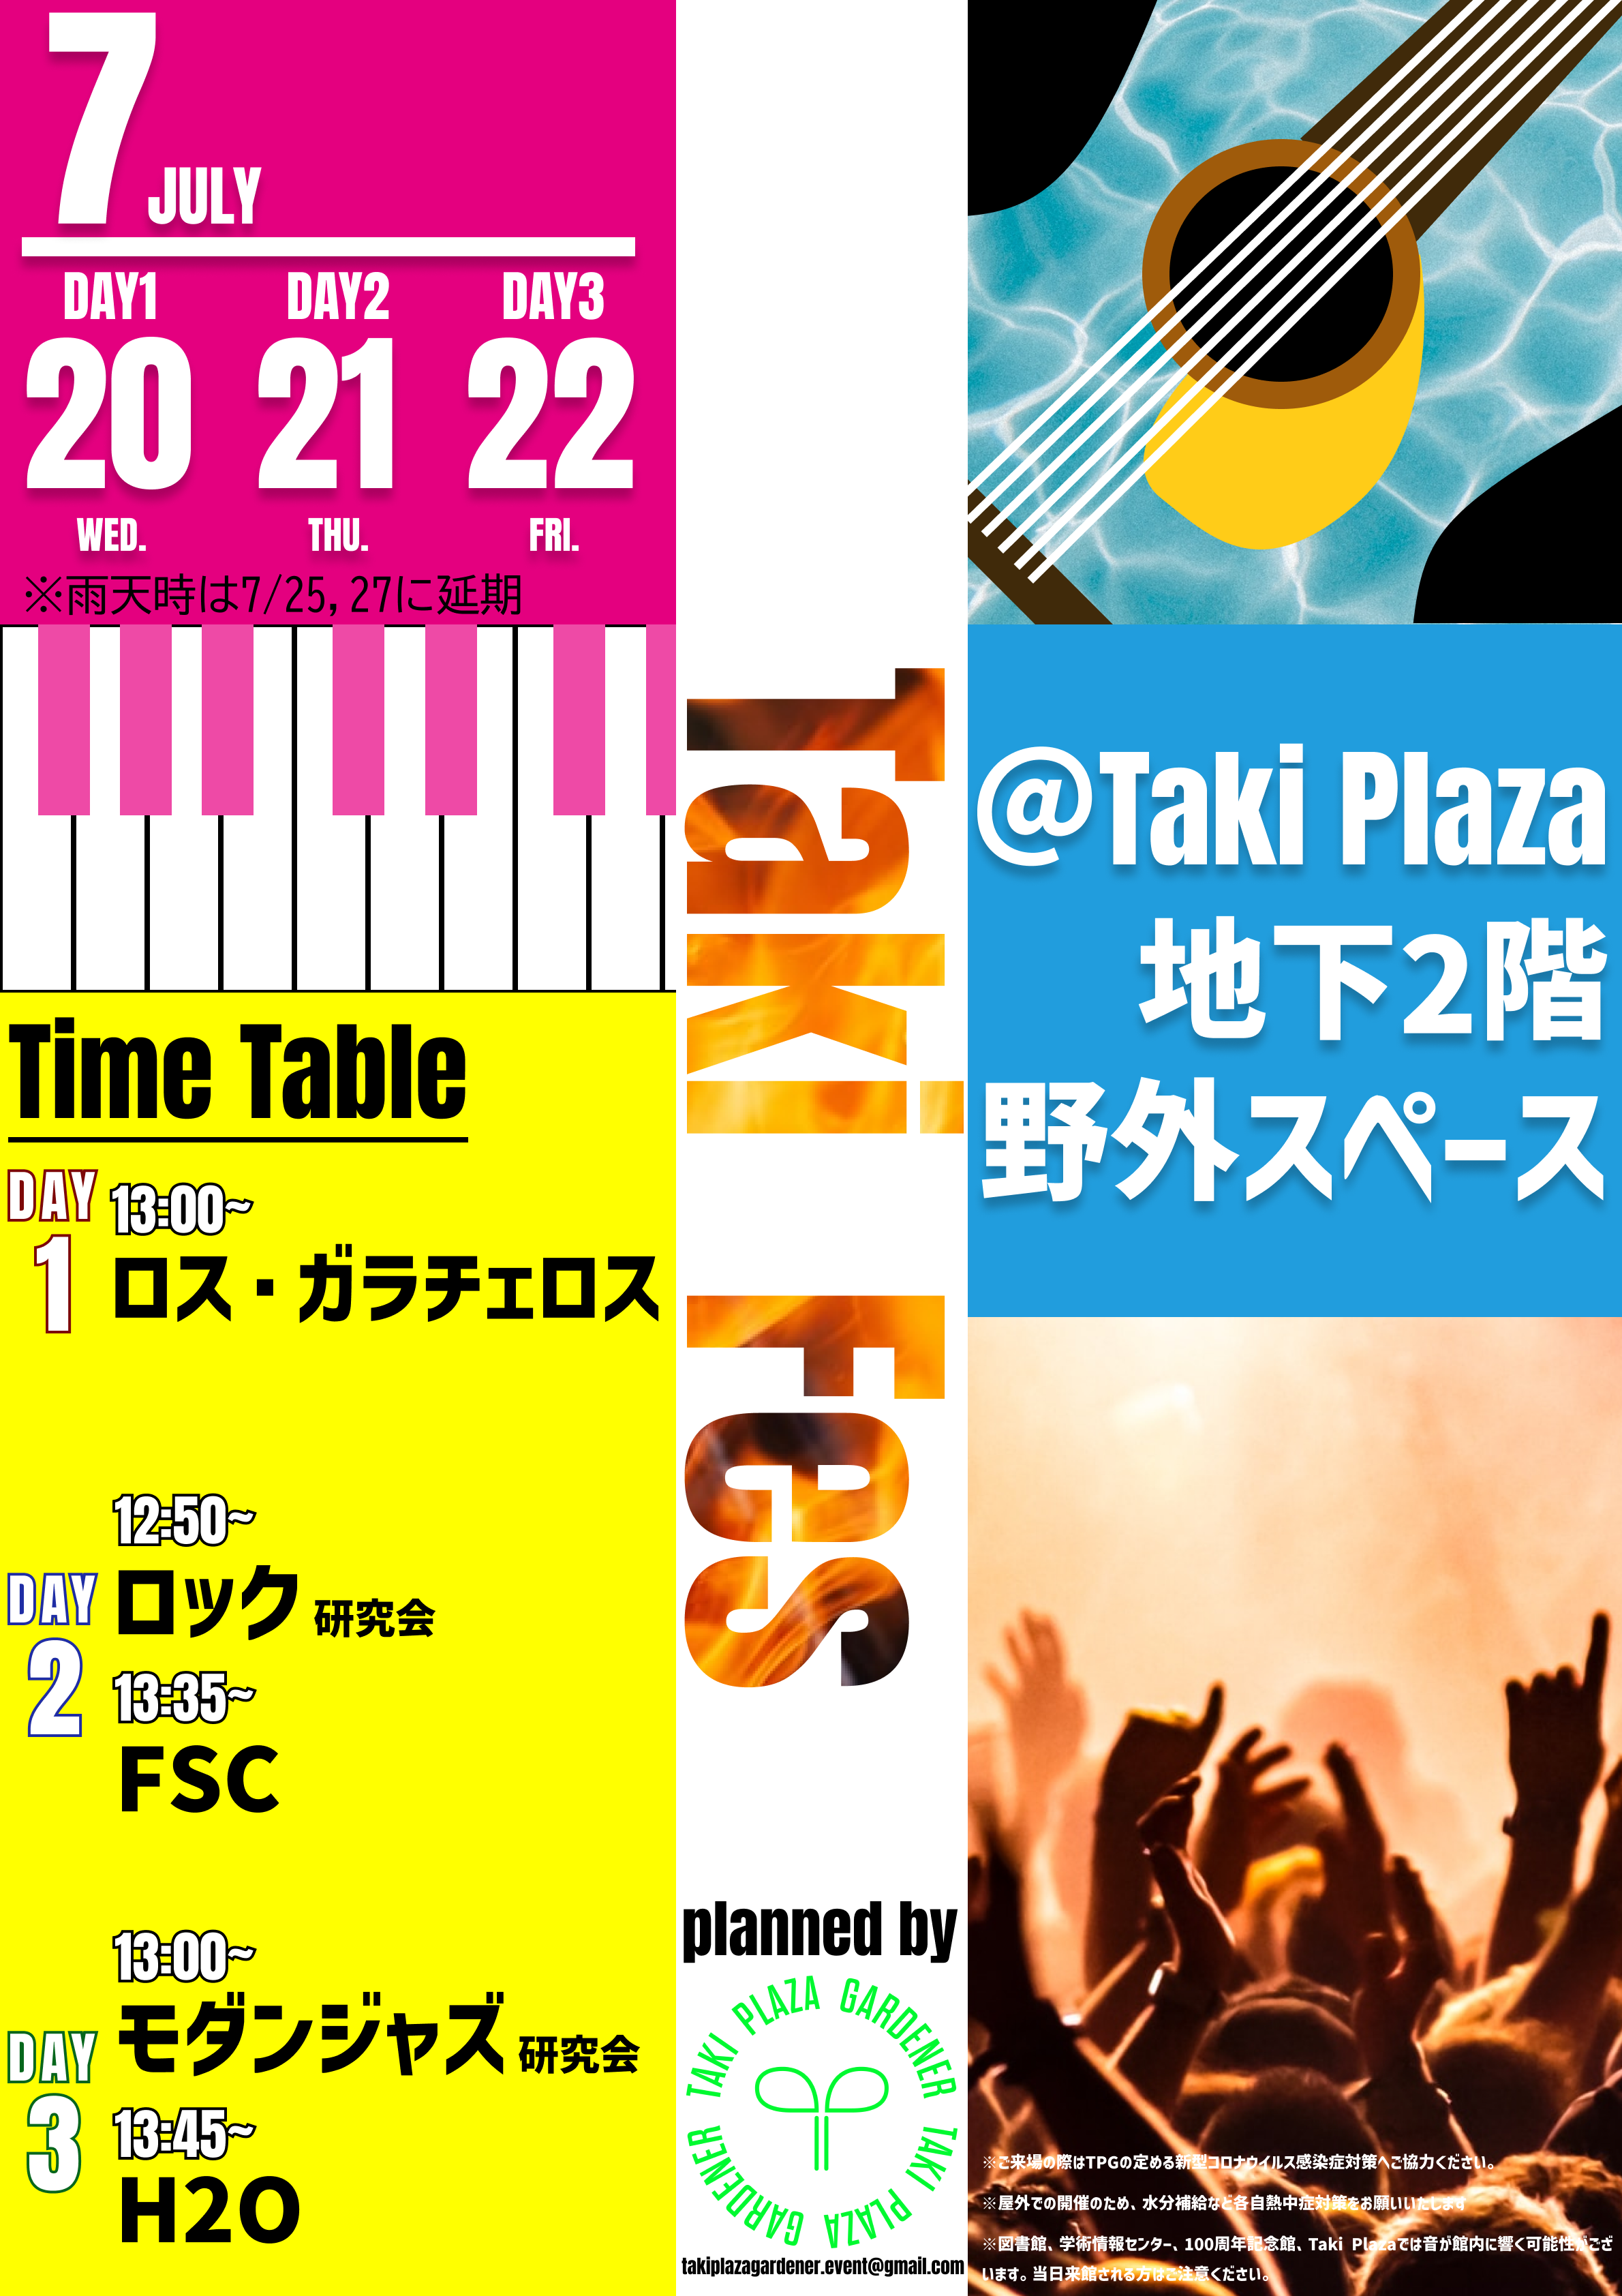 7 JULY
DAY1 DAY2 DAY3
20 21 22
WED. THU. FRI.
※雨天時は7/25, 27に延期
Time Table
DAY 1
13:00~
ロス・ガラチェロス
DAY 2
12:50~
ロック 研究会
13:35~
FSC
DAY 3
13:00~
モダンジャズ 研究会
13:45~
H2O
Taki Fes
planned by
TAKI PLAZA GARDENER TAKI PLAZA GARDENER
takiplazagardener.event@gmail.com
@Taki Plaza
地下2階
野外スペース
※ご来場の際はTPGの定める新型コロナウイルス感染症対策へご協力ください。
※屋外での開催のため、水分補給など各自熱中症対策をお願いいたします
※図書館、学術情報センター、100周年記念館、Taki Plazaでは音が館内に響く可能性がござ
います。当日来館される方はご注意ください。